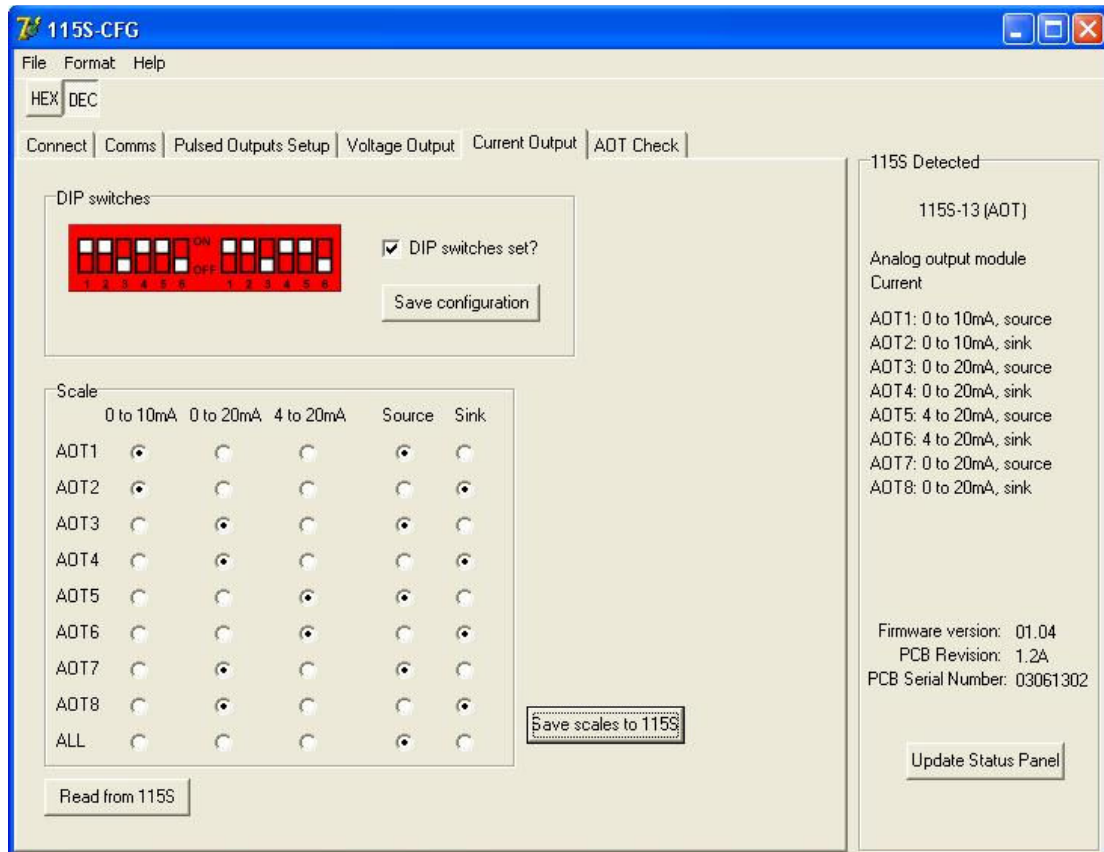 115S-CFG
File Format Help
HEX DEC
Connect Comms Pulsed Outputs Setup Voltage Output Current Output AOT Check
DIP switches
ON
OFF
1 2 3 4 5 6 1 2 3 4 5 6
DIP switches set?
Save configuration
Scale
0 to 10mA 0 to 20mA 4 to 20mA Source Sink
AOT1
AOT2
AOT3
AOT4
AOT5
AOT6
AOT7
AOT8
ALL
Save scales to 115S
Read from 115S
115S Detected
115S-13 (AOT)
Analog output module
Current
AOT1: 0 to 10mA, source
AOT2: 0 to 10mA, sink
AOT3: 0 to 20mA, source
AOT4: 0 to 20mA, sink
AOT5: 4 to 20mA, source
AOT6: 4 to 20mA, sink
AOT7: 0 to 20mA, source
AOT8: 0 to 20mA, sink
Firmware version: 01.04
PCB Revision: 1.2A
PCB Serial Number: 03061302
Update Status Panel